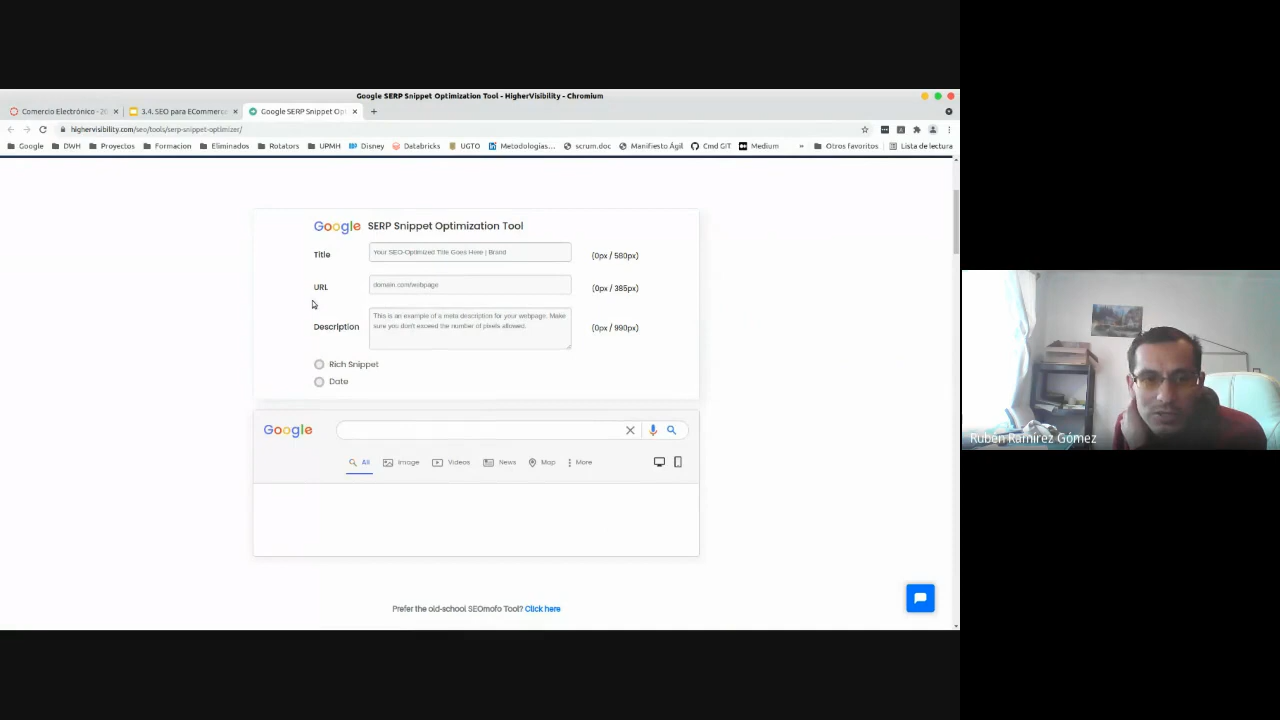 Google SERP Snippet Optimization Tool - HigherVisibility - Chromium
Comercio Electrónico - 20
3.4. SEO para ECommerce
Google SERP Snippet Opt
highervisibility.com/seo/tools/serp-snippet-optimizer/
Google DWH Proyectos Formacion Eliminados Rotators UPMH Disney Databricks UGTO Metodologías... scrum.doc Manifiesto Ágil Cmd GIT Medium » Otros favoritos Lista de lectura
Google SERP Snippet Optimization Tool
Title Your SEO-Optimized Title Goes Here | Brand (0px / 580px)
URL domain.com/webpage (0px / 385px)
Description This is an example of a meta description for your webpage. Make
sure you don't exceed the number of pixels allowed. (0px / 990px)
Rich Snippet
Date
Google
All Image Videos News Map More
Prefer the old-school SEOmofo Tool? Click here
Rubén Ramírez Gómez